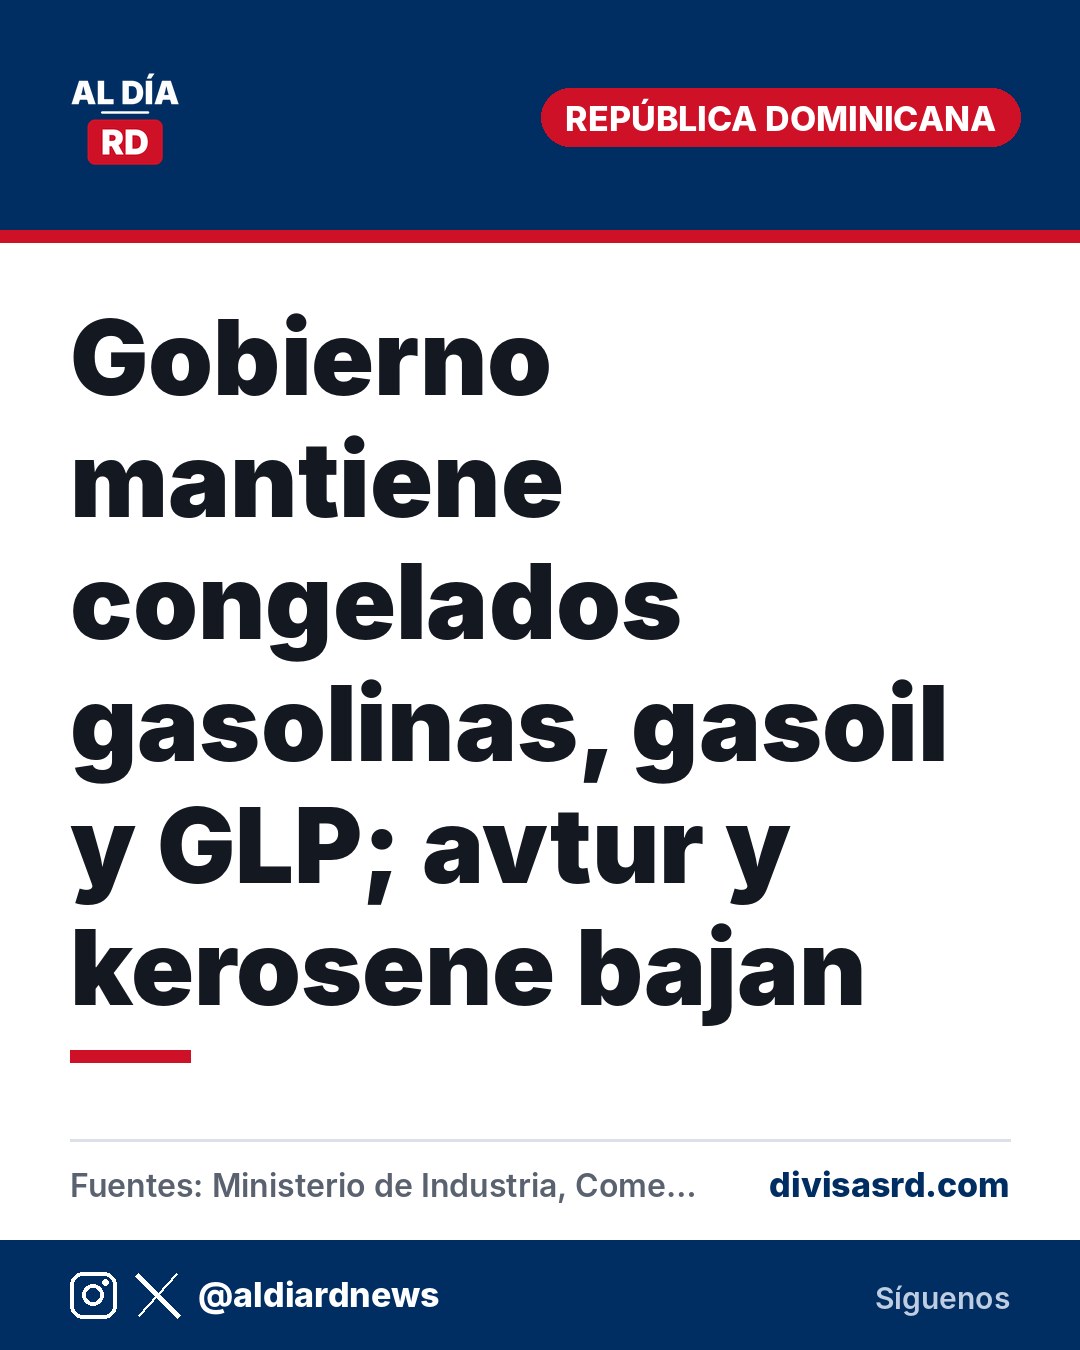 AL DÍA
RD
REPÚBLICA DOMINICANA
Gobierno
mantiene
congelados
gasolinas, gasoil
y GLP; avtur y
kerosene bajan
Fuentes: Ministerio de Industria, Come...
divisasrd.com
@aldiardnews
Síguenos